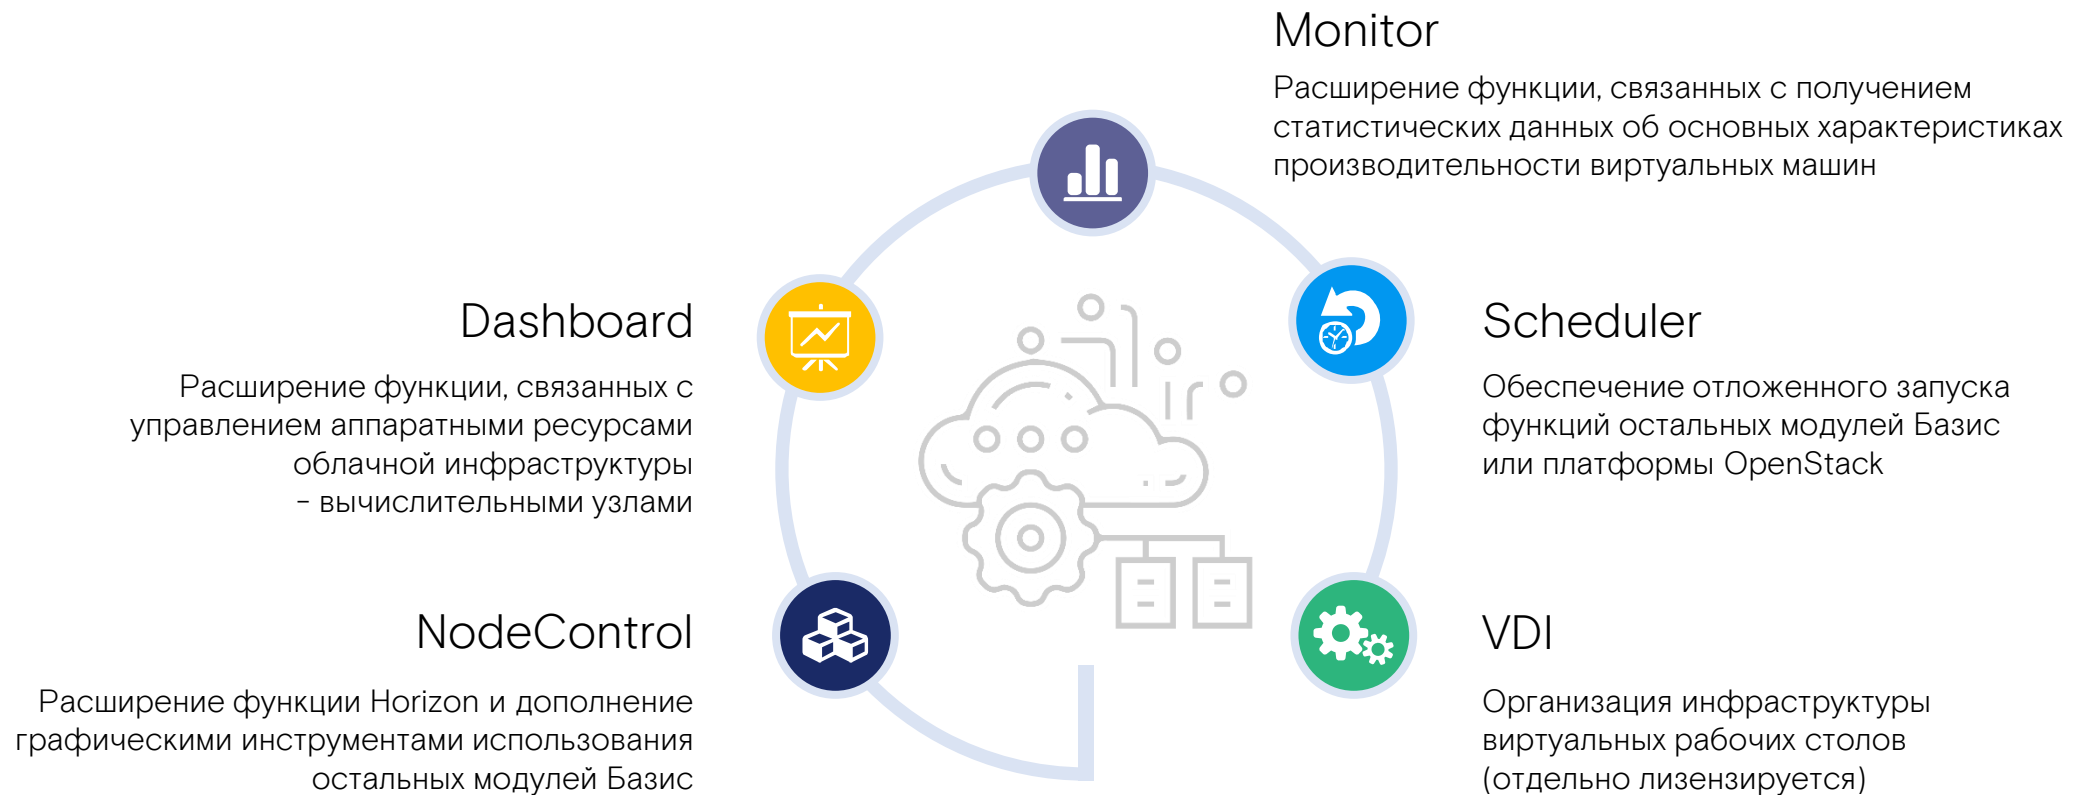 Monitor
Расширение функции, связанных с получением
статистических данных об основных характеристиках
производительности виртуальных машин
Dashboard
Расширение функции, связанных с
управлением аппаратными ресурсами
облачной инфраструктуры
- вычислительными узлами
Scheduler
Обеспечение отложенного запуска
функций остальных модулей Базис
или платформы OpenStack
NodeControl
Расширение функции Horizon и дополнение
графическими инструментами использования
остальных модулей Базис
VDI
Организация инфраструктуры
виртуальных рабочих столов
(отдельно лизензируется)